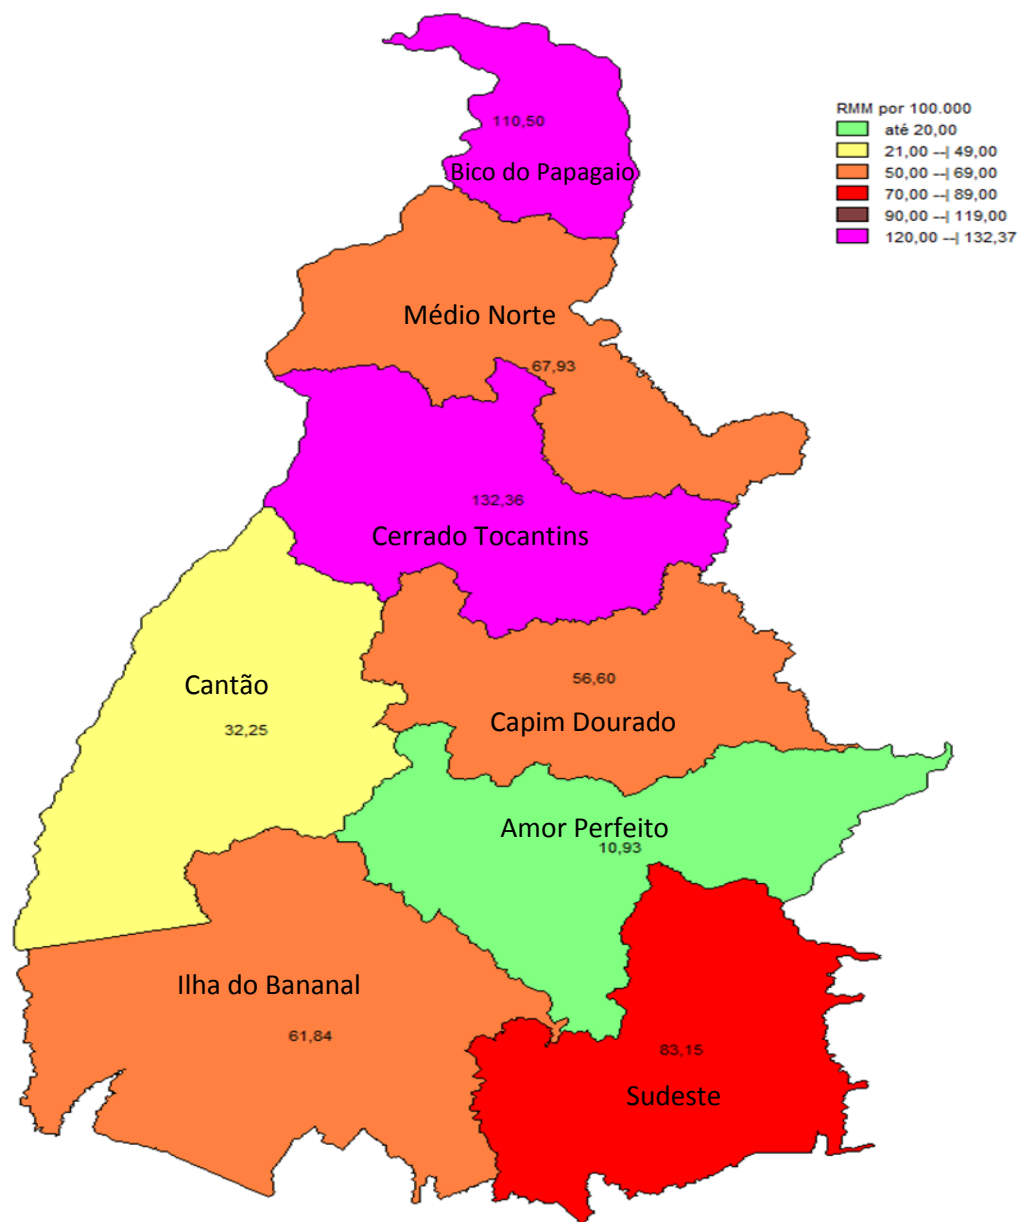 RMM por 100.000
até 20,00
21,00 --| 49,00
50,00 --| 69,00
70,00 --| 89,00
90,00 --| 119,00
120,00 --| 132,37
110,50
Bico do Papagaio
Médio Norte
67,93
132,36
Cerrado Tocantins
Cantão
32,25
56,60
Capim Dourado
Amor Perfeito
10,93
Ilha do Bananal
61,84
83,15
Sudeste